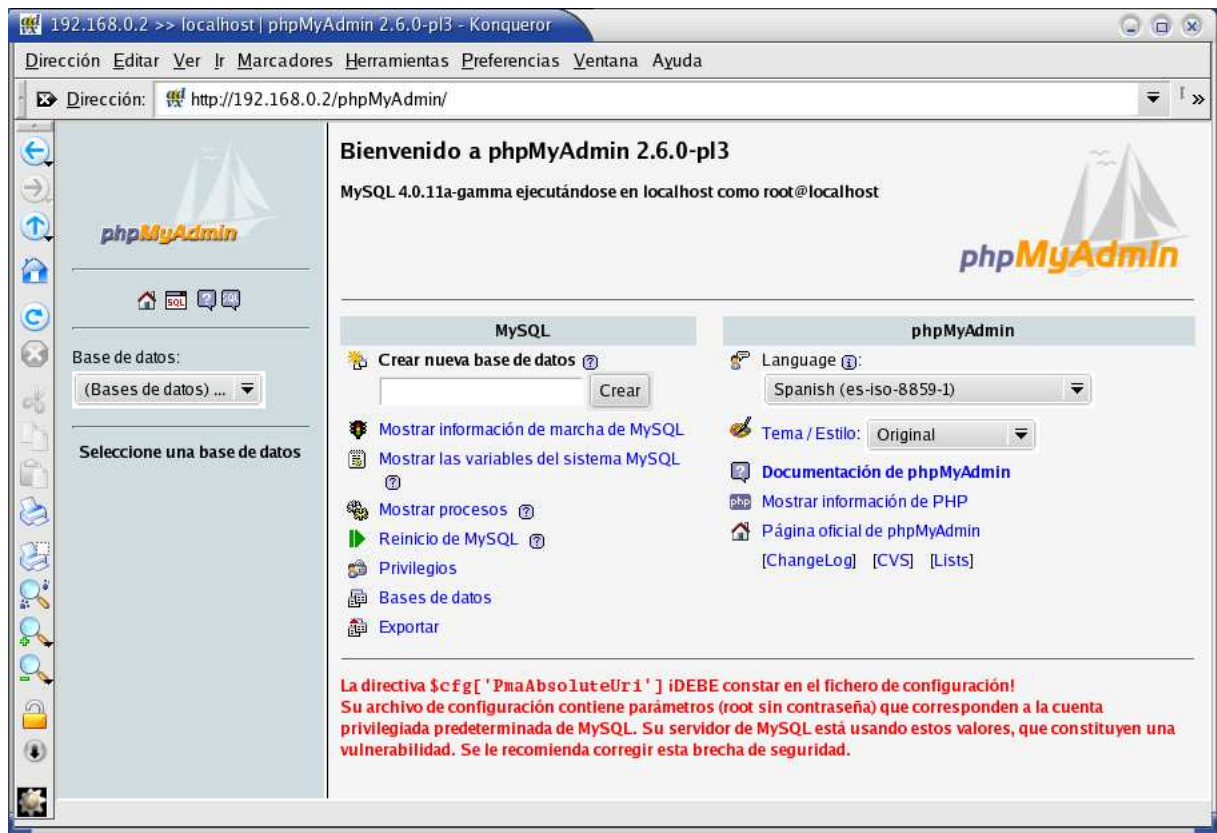 192.168.0.2 >> localhost | phpMyAdmin 2.6.0-pl3 - Konqueror
Dirección Editar Ver Ir Marcadores Herramientas Preferencias Ventana Ayuda
Dirección: http://192.168.0.2/phpMyAdmin/
phpMyAdmin
SQL
Base de datos:
(Bases de datos) ...
Seleccione una base de datos
Bienvenido a phpMyAdmin 2.6.0-pl3
MySQL 4.0.11a-gamma ejecutándose en localhost como root@localhost
phpMyAdmin
MySQL
Crear nueva base de datos
Crear
Mostrar información de marcha de MySQL
Mostrar las variables del sistema MySQL
Mostrar procesos
Reinicio de MySQL
Privilegios
Bases de datos
Exportar
phpMyAdmin
Language :
Spanish (es-iso-8859-1)
Tema / Estilo: Original
Documentación de phpMyAdmin
php Mostrar información de PHP
Página oficial de phpMyAdmin
[ChangeLog] [CVS] [Lists]
La directiva $cfg['PmaAbsoluteUri'] ¡DEBE constar en el fichero de configuración!
Su archivo de configuración contiene parámetros (root sin contraseña) que corresponden a la cuenta
privilegiada predeterminada de MySQL. Su servidor de MySQL está usando estos valores, que constituyen una
vulnerabilidad. Se le recomienda corregir esta brecha de seguridad.